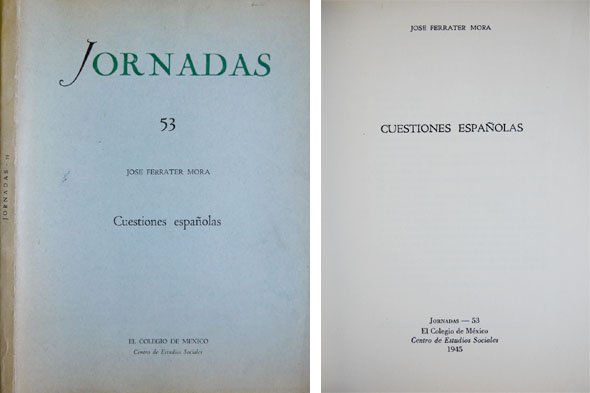 JORNADAS
53
JOSE FERRATER MORA
Cuestiones españolas
EL COLEGIO DE MEXICO
Centro de Estudios Sociales
JORNADAS
JOSE FERRATER MORA
CUESTIONES ESPAÑOLAS
JORNADAS — 53
El Colegio de México
Centro de Estudios Sociales
1945